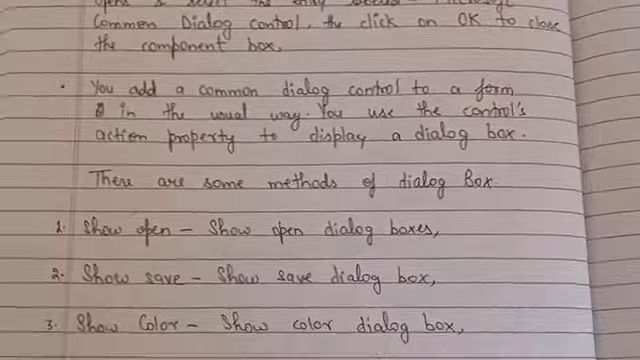 the
Common Dialog control, the click on OK to close
the component box,
• You add a common dialog control to a form
in the usual way. You use the control's
action property to display a dialog box.
There are some methods of dialog Box.
1. Show open - Show open dialog boxes,
2. Show save - Show save dialog box,
3. Show Color - Show color dialog box,